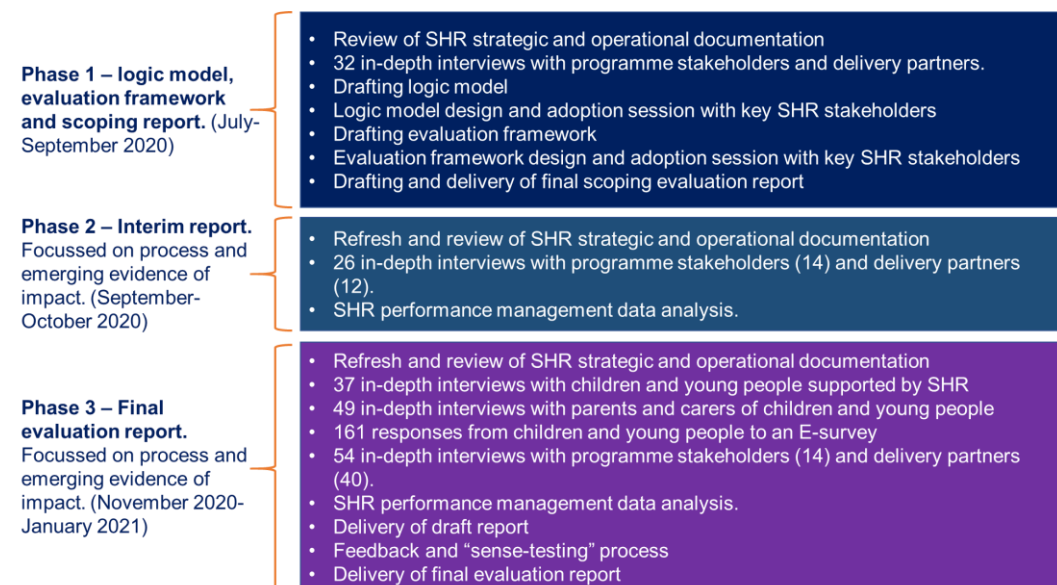 Phase 1 – logic model,
evaluation framework
and scoping report. (July-
September 2020)
• Review of SHR strategic and operational documentation
• 32 in-depth interviews with programme stakeholders and delivery partners.
• Drafting logic model
• Logic model design and adoption session with key SHR stakeholders
• Drafting evaluation framework
• Evaluation framework design and adoption session with key SHR stakeholders
• Drafting and delivery of final scoping evaluation report
Phase 2 – Interim report.
Focussed on process and
emerging evidence of
impact. (September-
October 2020)
• Refresh and review of SHR strategic and operational documentation
• 26 in-depth interviews with programme stakeholders (14) and delivery partners
(12).
• SHR performance management data analysis.
Phase 3 – Final
evaluation report.
Focussed on process and
emerging evidence of
impact. (November 2020-
January 2021)
• Refresh and review of SHR strategic and operational documentation
• 37 in-depth interviews with children and young people supported by SHR
• 49 in-depth interviews with parents and carers of children and young people
• 161 responses from children and young people to an E-survey
• 54 in-depth interviews with programme stakeholders (14) and delivery partners
(40).
• SHR performance management data analysis.
• Delivery of draft report
• Feedback and “sense-testing” process
• Delivery of final evaluation report